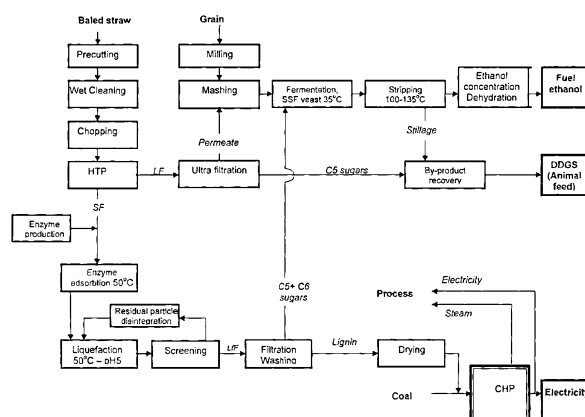 Baled straw
Grain
Precutting
Milling
Wet Cleaning
Mashing
Fermentation,
SSF yeast 35°C
Stripping
100-135°C
Ethanol
concentration
Dehydration
Fuel
ethanol
Chopping
Permeate
Stillage
HTP
LF
Ultra filtration
C5 sugars
By-product
recovery
DDGS
(Animal
feed)
SF
Enzyme
production
Enzyme
adsorbtion 50°C
C5+ C6
sugars
Electricity
Process
Steam
Residual particle
disintegration
Liquefaction
50°C – pH5
Screening
LfF
Filtration
Washing
Lignin
Drying
Coal
CHP
Electricity